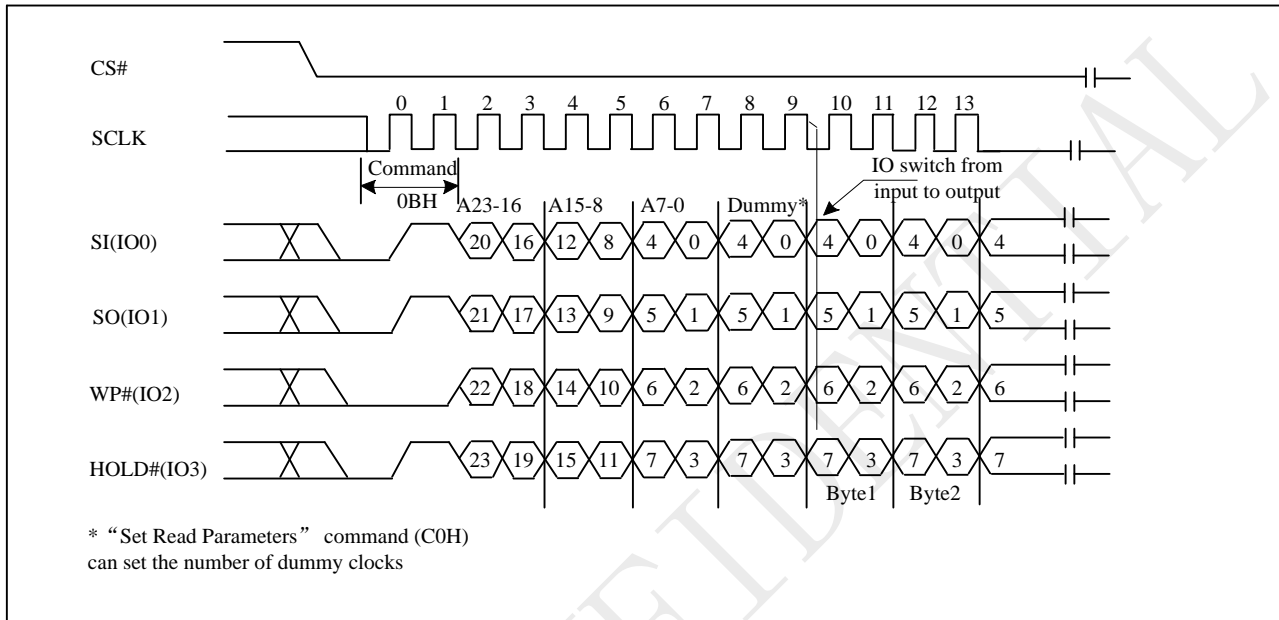 CS#
0 1 2 3 4 5 6 7 8 9 10 11 12 13
SCLK
Command
0BH
IO switch from
input to output
A23-16 A15-8 A7-0 Dummy*
SI(IO0) 20 16 12 8 4 0 4 0 4 0 4 0 4
SO(IO1) 21 17 13 9 5 1 5 1 5 1 5 1 5
WP#(IO2) 22 18 14 10 6 2 6 2 6 2 6 2 6
HOLD#(IO3) 23 19 15 11 7 3 7 3 7 3 7 3 7
Byte1 Byte2
* “Set Read Parameters” command (C0H)
can set the number of dummy clocks
FIDENTIAL